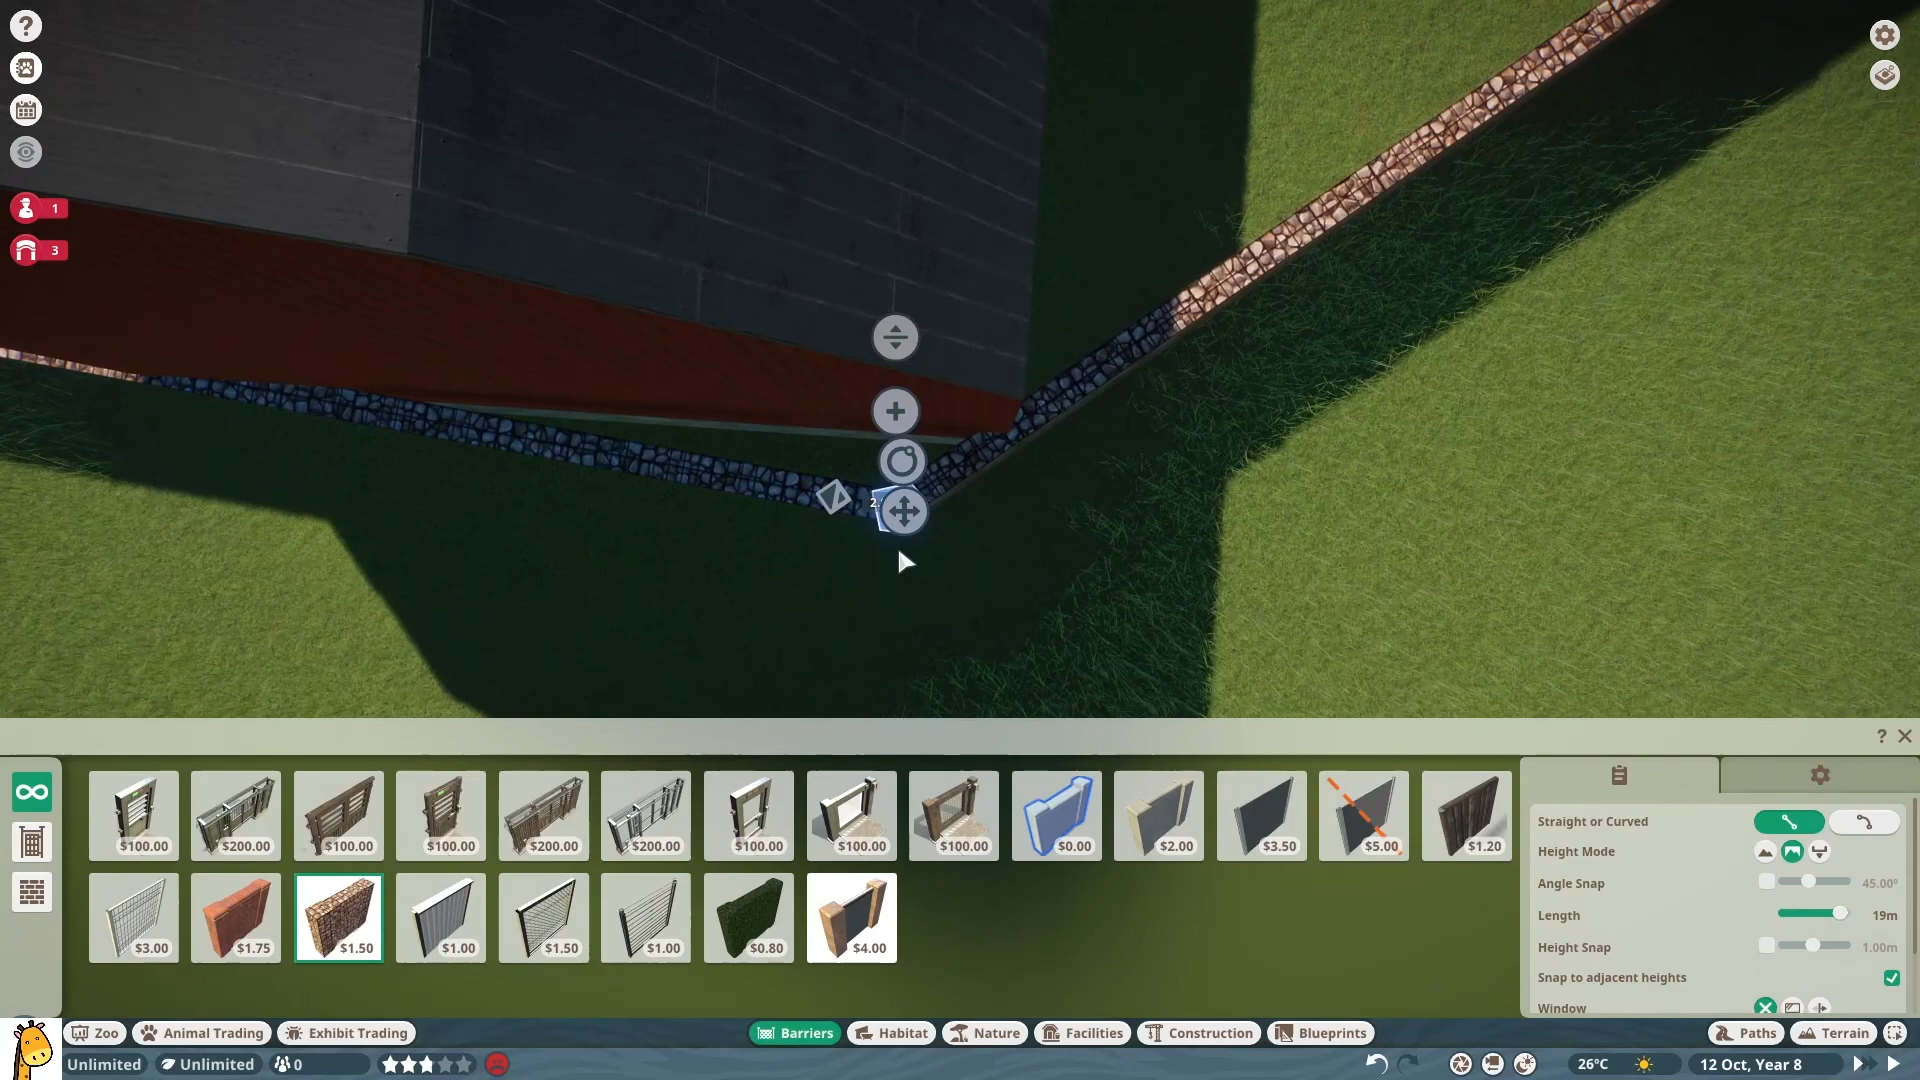 ?
1
3
2.
?
$100.00 $200.00 $100.00 $100.00 $200.00 $200.00 $100.00 $100.00 $100.00 $0.00 $2.00 $3.50 $5.00 $1.20
$3.00 $1.75 $1.50 $1.00 $1.50 $1.00 $0.80 $4.00
Straight or Curved
Height Mode
Angle Snap 45.00°
Length 19m
Height Snap 1.00m
Snap to adjacent heights
Window
Zoo Animal Trading Exhibit Trading Barriers Habitat Nature Facilities Construction Blueprints Paths Terrain
Unlimited Unlimited 0 26°C 12 Oct, Year 8